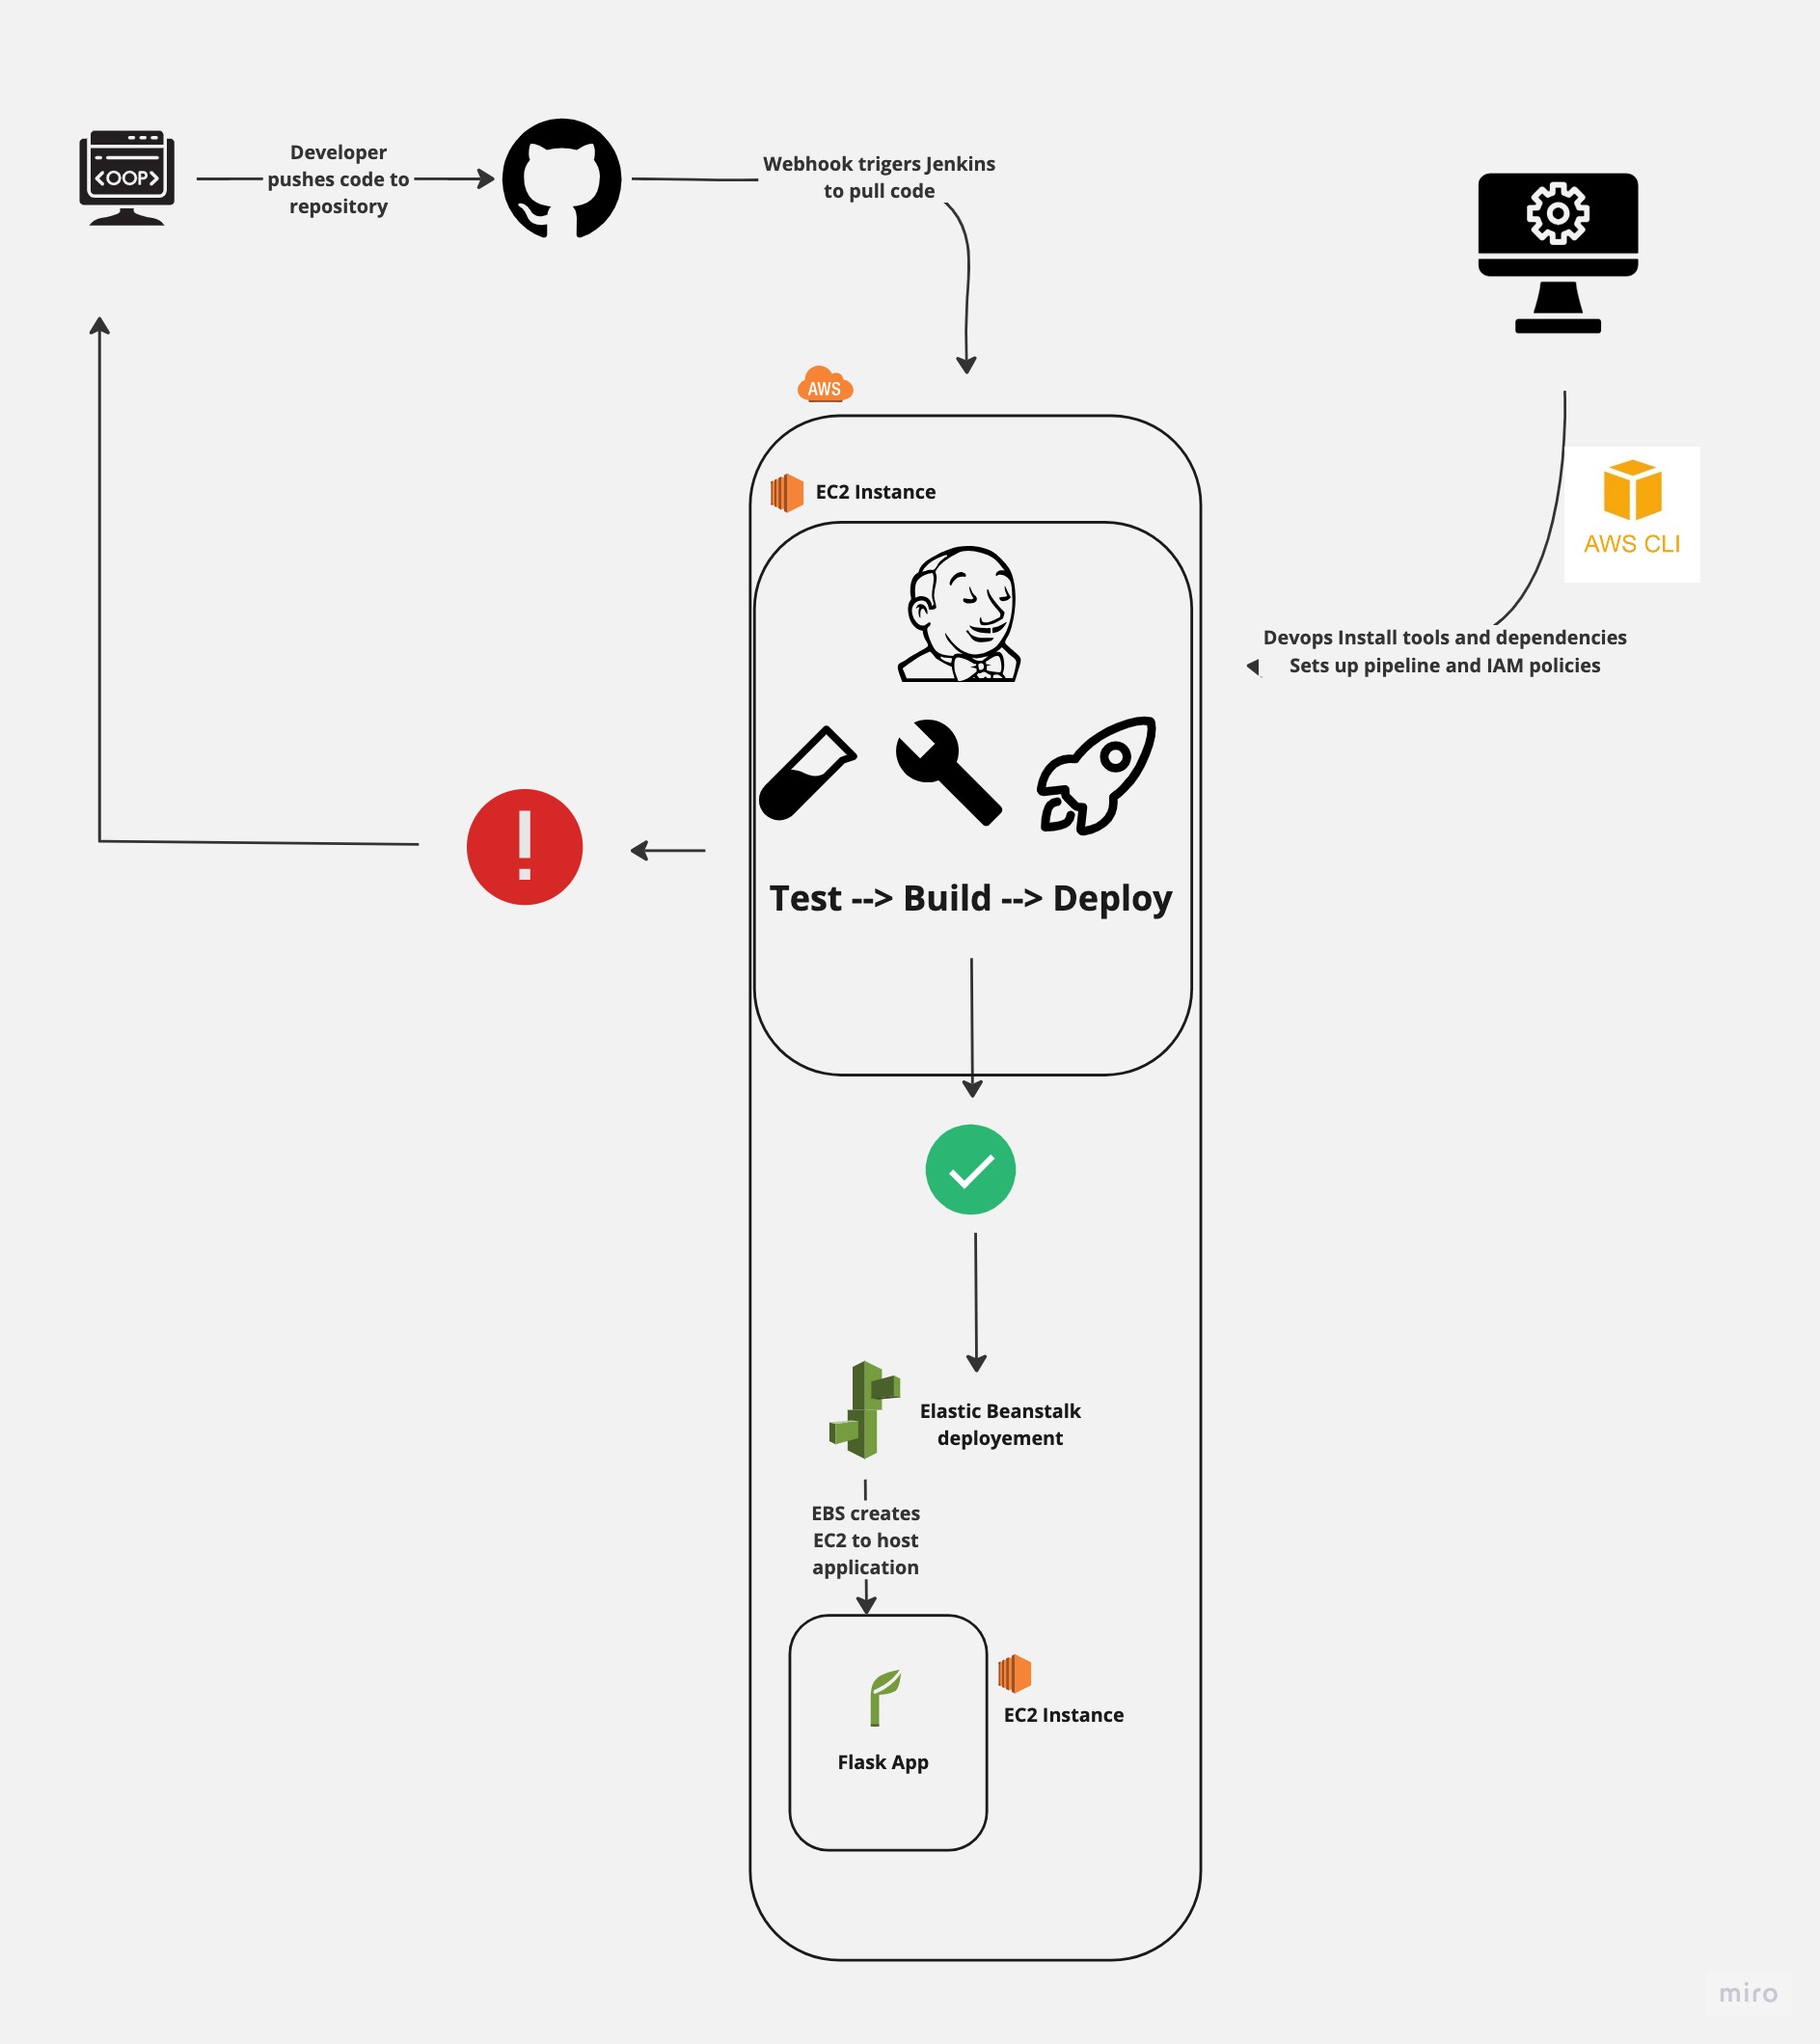 <OOP>
Developer
pushes code to
repository
Webhook trigers Jenkins
to pull code
AWS
EC2 Instance
AWS CLI
Devops Install tools and dependencies
Sets up pipeline and IAM policies
!
Test --> Build --> Deploy
Elastic Beanstalk
deployement
EBS creates
EC2 to host
application
EC2 Instance
Flask App
miro